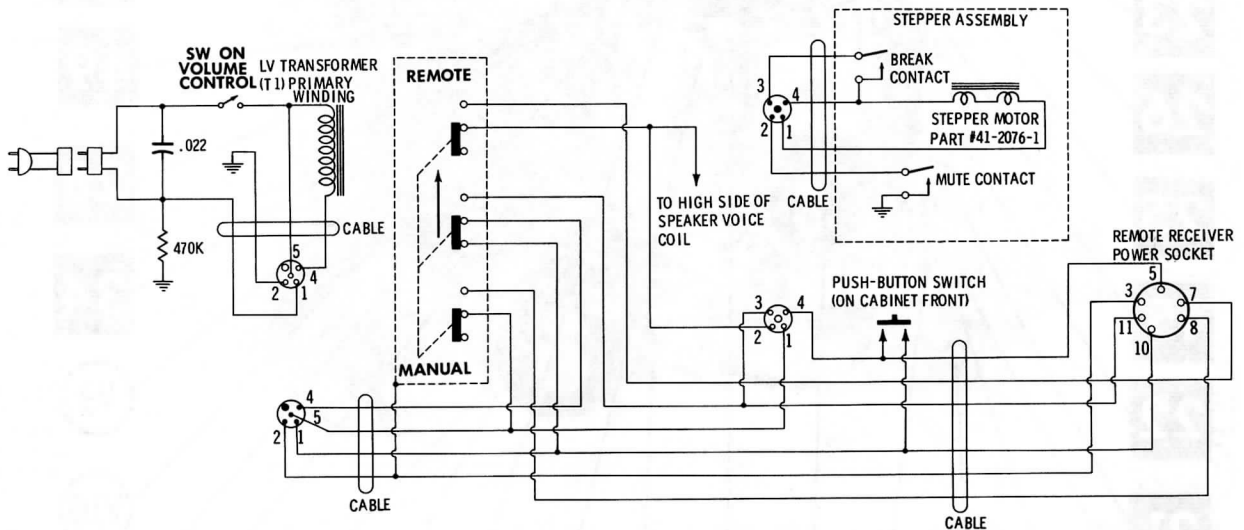 SW ON
VOLUME
CONTROL
LV TRANSFORMER
(T1) PRIMARY
WINDING
.022
470K
CABLE
5
4
2
1
REMOTE
MANUAL
TO HIGH SIDE OF
SPEAKER VOICE
COIL
STEPPER ASSEMBLY
BREAK
CONTACT
STEPPER MOTOR
PART #41-2076-1
MUTE CONTACT
3
4
2
1
CABLE
PUSH-BUTTON SWITCH
(ON CABINET FRONT)
3
4
2
1
REMOTE RECEIVER
POWER SOCKET
5
3
7
11
8
10
4
5
2
1
CABLE
CABLE